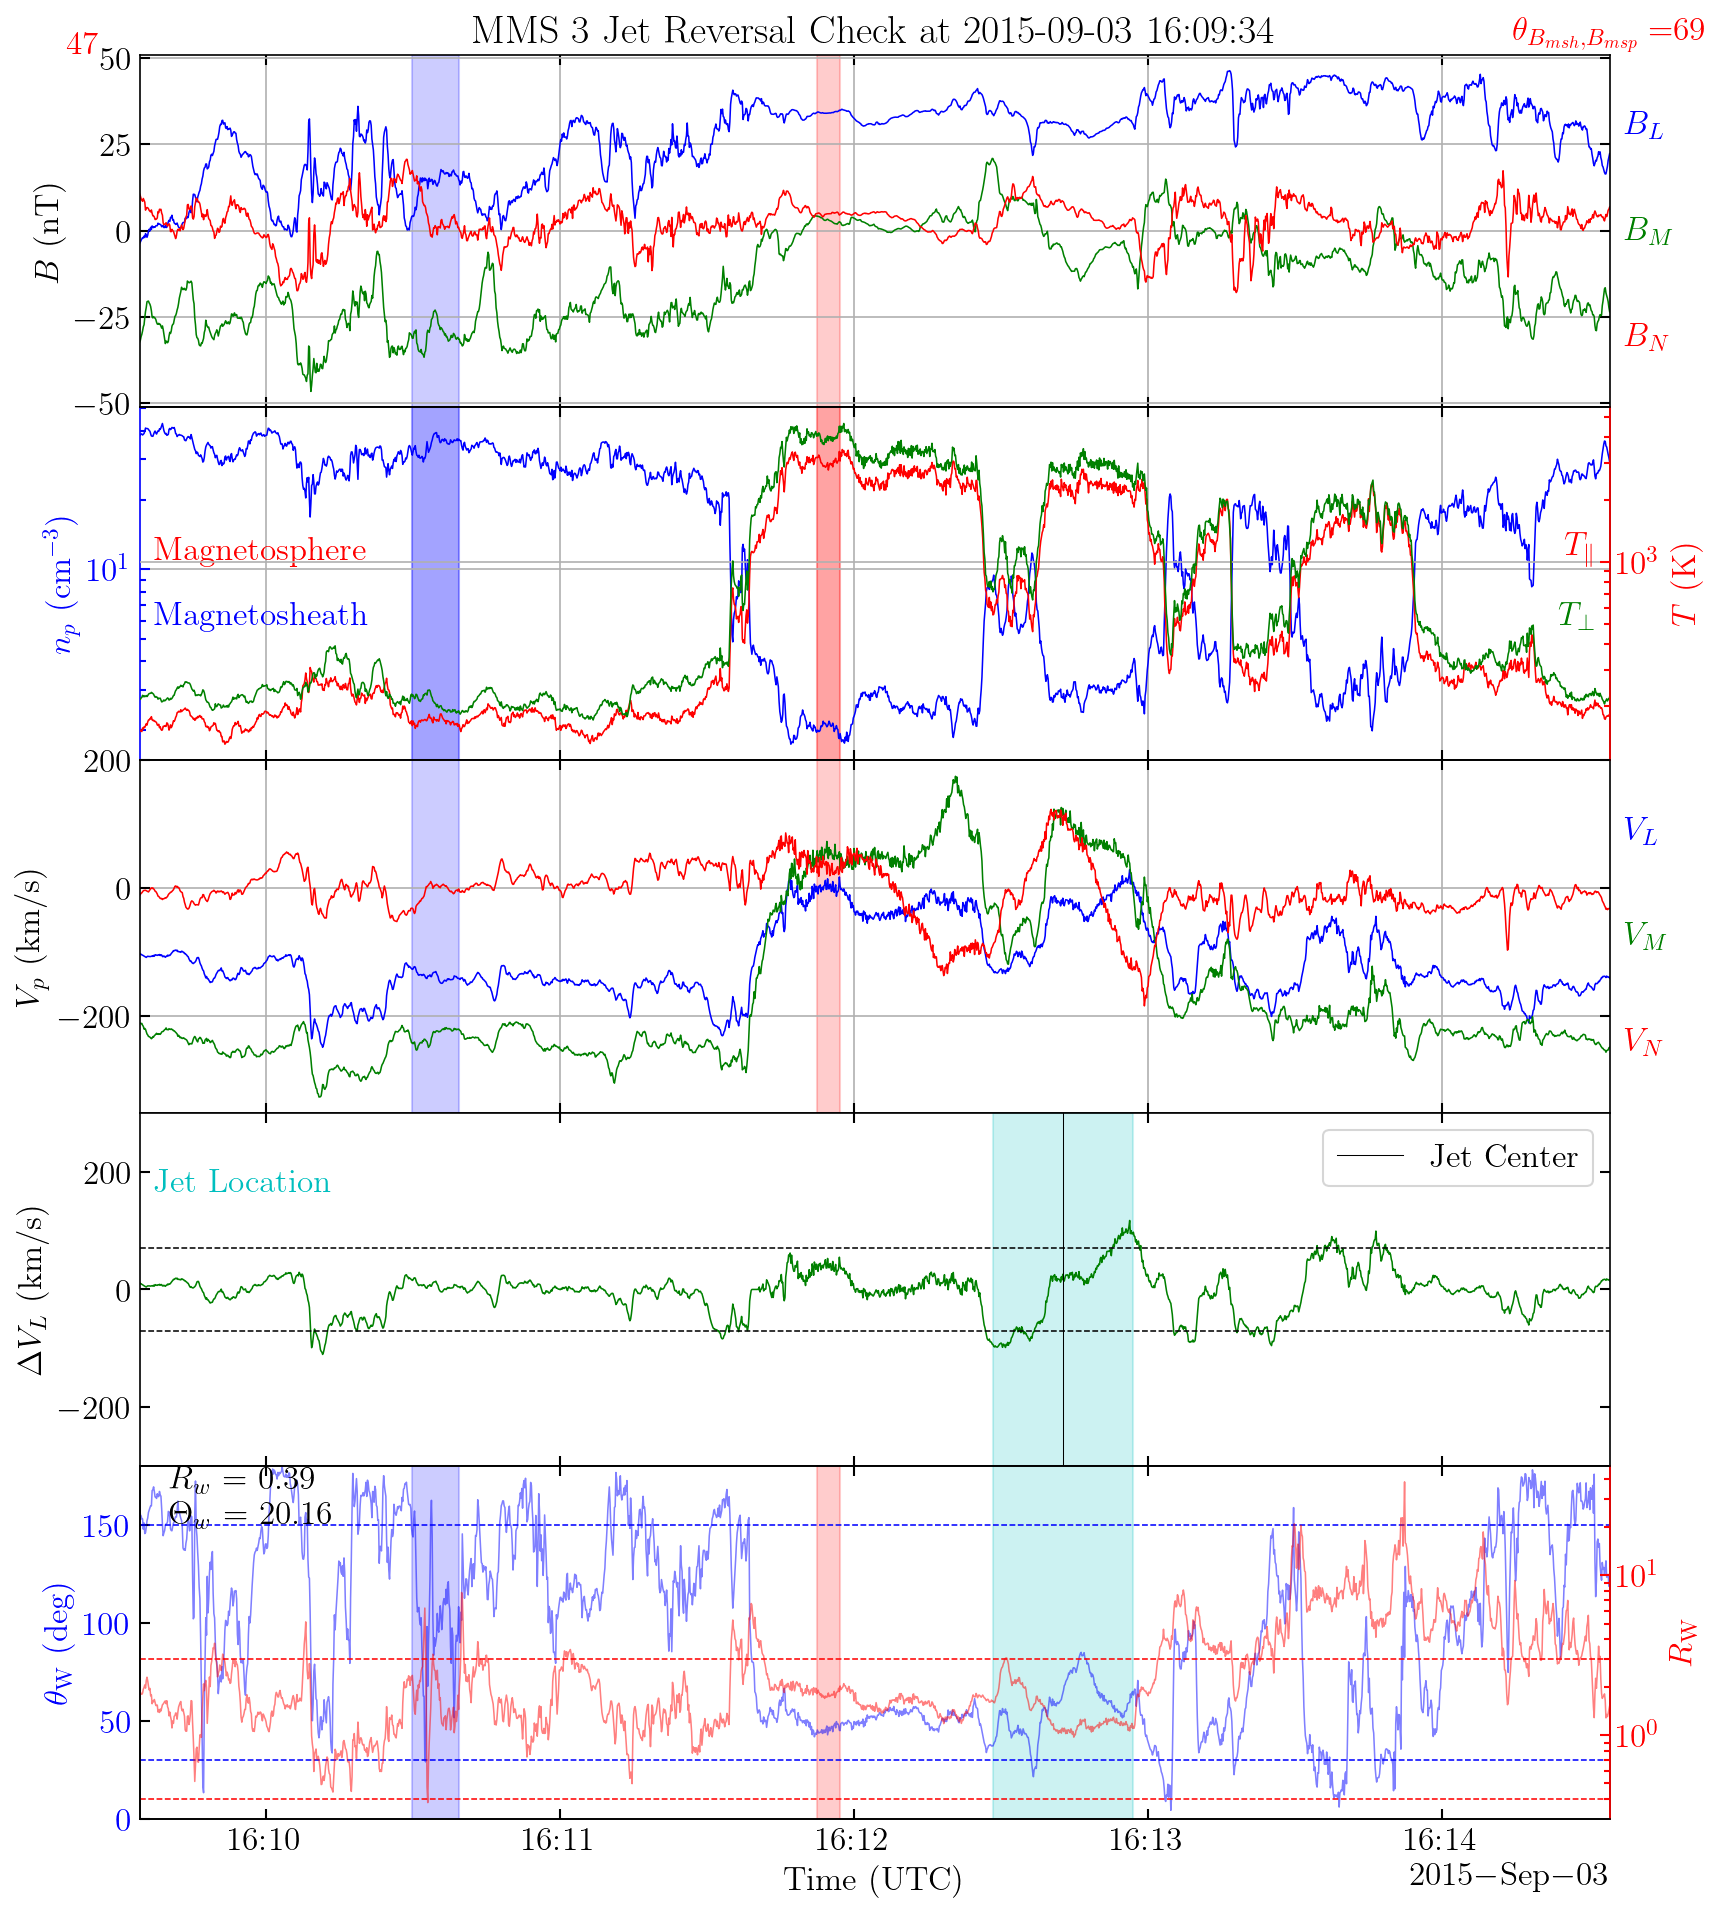 MMS 3 Jet Reversal Check at 2015-09-03 16:09:34
47
θ_{B_{msh},B_{msp}} =69
50
25
0
−25
−50
B (nT)
B_L
B_M
B_N
Magnetosphere
Magnetosheath
10^1
n_p (cm^{−3})
T_∥
T_⊥
10^3
T (K)
200
0
−200
V_p (km/s)
V_L
V_M
V_N
Jet Location
Jet Center
200
0
−200
ΔV_L (km/s)
R_w = 0.39
Θ_w = 20.16
150
100
50
0
θ_W (deg)
10^1
10^0
R_W
16:10 16:11 16:12 16:13 16:14
Time (UTC)
2015−Sep−03